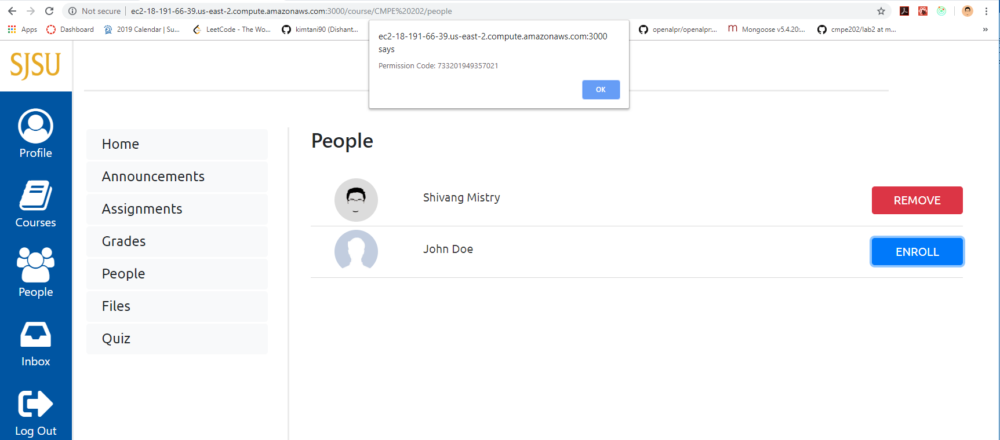 Not secure | ec2-18-191-66-39.us-east-2.compute.amazonaws.com:3000/course/CMPE%20202/people
Apps Dashboard 2019 Calendar | Su... LeetCode - The Wo... kimtani90 (Dishant... openalpr/openalpr:... m Mongoose v5.4.20:... cmpe202/lab2 at m... »
ec2-18-191-66-39.us-east-2.compute.amazonaws.com:3000
says
Permission Code: 733201949357021
OK
SJSU
Profile
Courses
People
Inbox
Log Out
Home
Announcements
Assignments
Grades
People
Files
Quiz
People
Shivang Mistry REMOVE
John Doe ENROLL